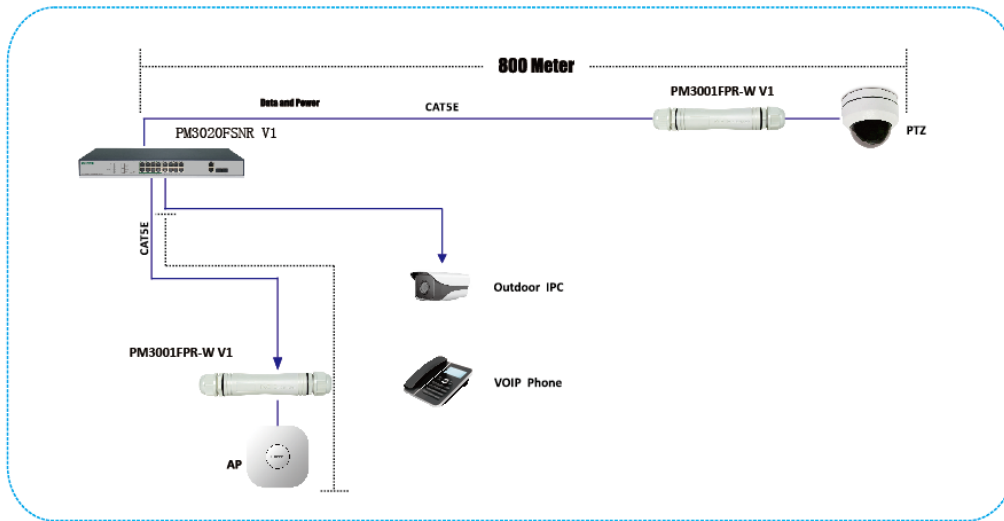 800 Meter
PM3001FPR-W V1
Data and Power
CAT5E
PTZ
PM3020FSNR V1
CAT5E
Outdoor IPC
PM3001FPR-W V1
VOIP Phone
AP